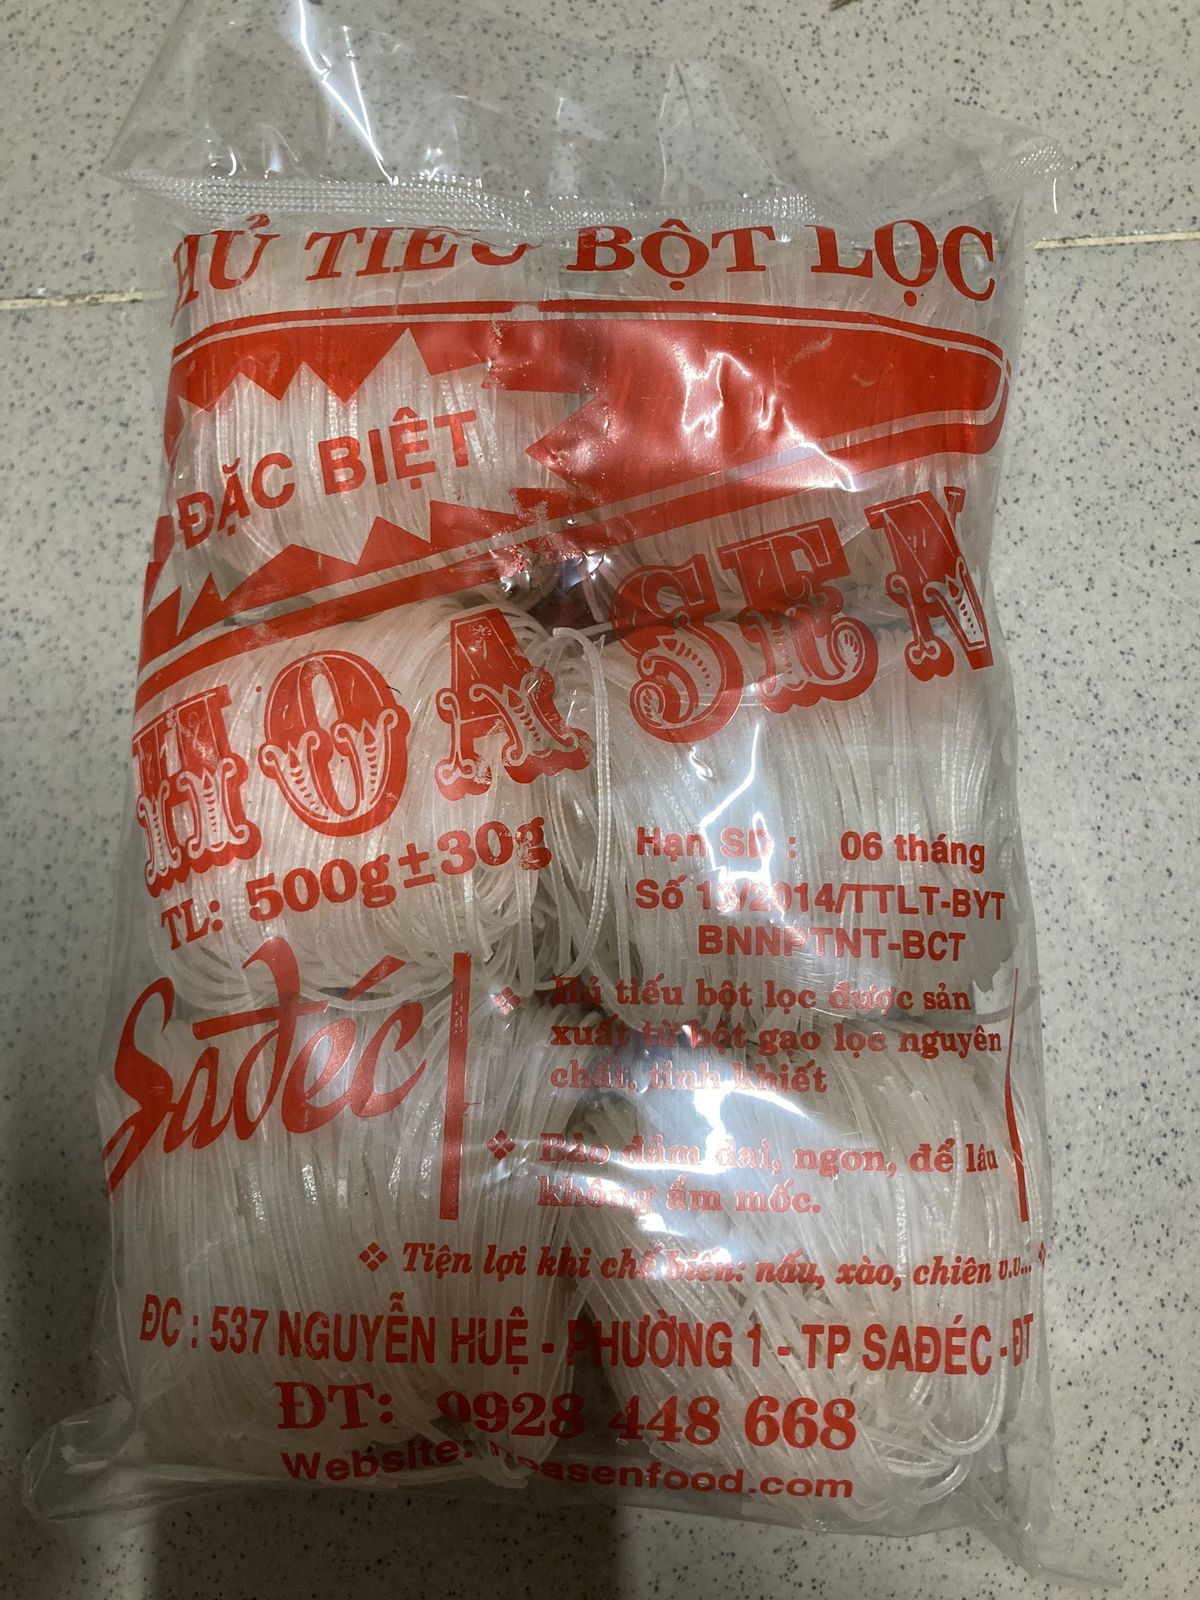 HỦ TIẾU BỘT LỌC
ĐẶC BIỆT
HOA SEN
TL: 500g±30g
Hạn SD : 06 tháng
Số 13/2014/TTLT-BYT
BNNPTNT-BCT
Sađéc
❖ Hủ tiếu bột lọc được sản
xuất từ bột gạo lọc nguyên
chất, tinh khiết
❖ Bảo đảm dai, ngon, để lâu
không ẩm mốc.
❖ Tiện lợi khi chế biến: nấu, xào, chiên v.v... ❖
ĐC : 537 NGUYỄN HUỆ - PHƯỜNG 1 - TP SAĐÉC - ĐT
ĐT: 0928 448 668
Website: hoasenfood.com